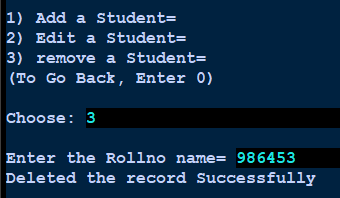 1) Add a Student=
2) Edit a Student=
3) remove a Student=
(To Go Back, Enter 0)
Choose: 3
Enter the Rollno name= 986453
Deleted the record Successfully